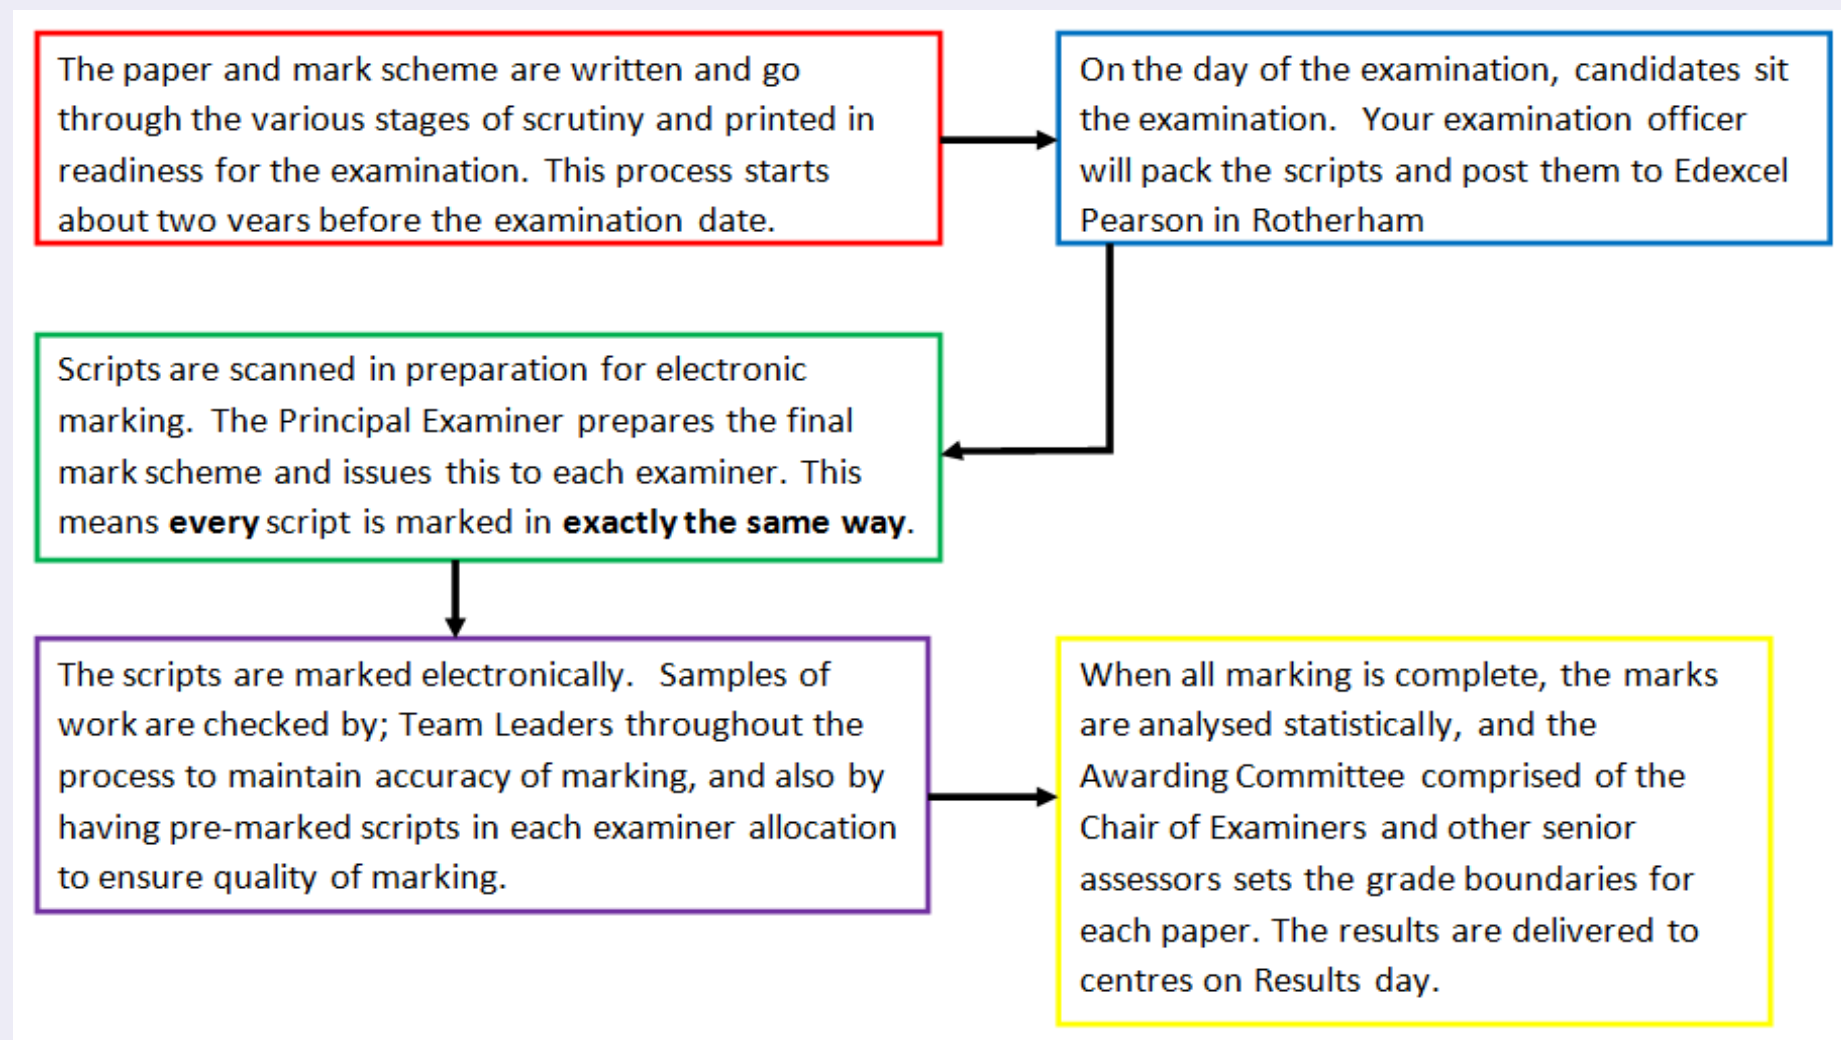 The paper and mark scheme are written and go
through the various stages of scrutiny and printed in
readiness for the examination. This process starts
about two years before the examination date.
On the day of the examination, candidates sit
the examination. Your examination officer
will pack the scripts and post them to Edexcel
Pearson in Rotherham
Scripts are scanned in preparation for electronic
marking. The Principal Examiner prepares the final
mark scheme and issues this to each examiner. This
means every script is marked in exactly the same way.
The scripts are marked electronically. Samples of
work are checked by; Team Leaders throughout the
process to maintain accuracy of marking, and also by
having pre-marked scripts in each examiner allocation
to ensure quality of marking.
When all marking is complete, the marks
are analysed statistically, and the
Awarding Committee comprised of the
Chair of Examiners and other senior
assessors sets the grade boundaries for
each paper. The results are delivered to
centres on Results day.